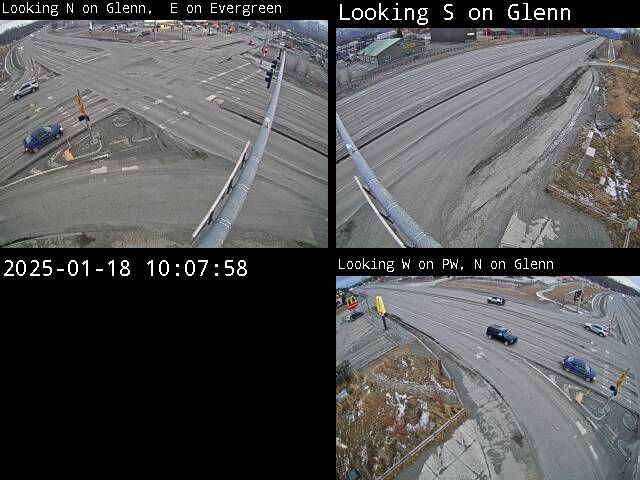 Looking N on Glenn,  E on Evergreen
Looking S on Glenn
2025-01-18 10:07:58
Looking W on PW, N on Glenn